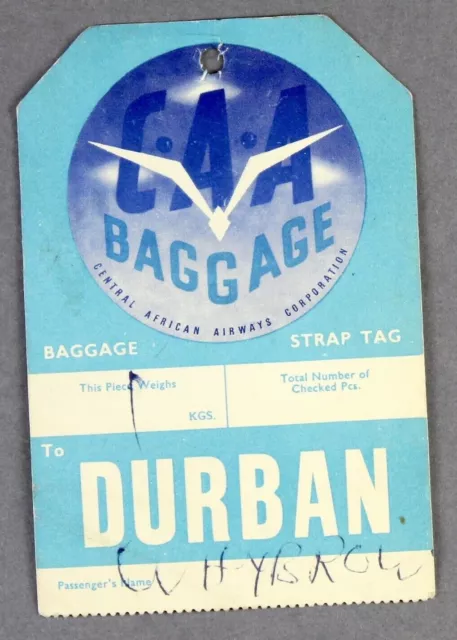 C·A·A
BAGGAGE
CENTRAL AFRICAN AIRWAYS CORPORATION
BAGGAGE STRAP TAG
This Piece Weighs
KGS.
Total Number of
Checked Pcs.
To
DURBAN
Passenger's Name WHYBROW